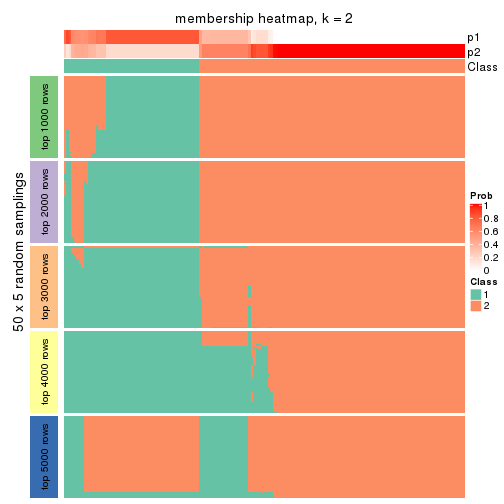 membership heatmap, k = 2
p1
p2
Class
50 x 5 random samplings
top 1000 rows
top 2000 rows
top 3000 rows
top 4000 rows
top 5000 rows
Prob
1
0.8
0.6
0.4
0.2
0
Class
1
2